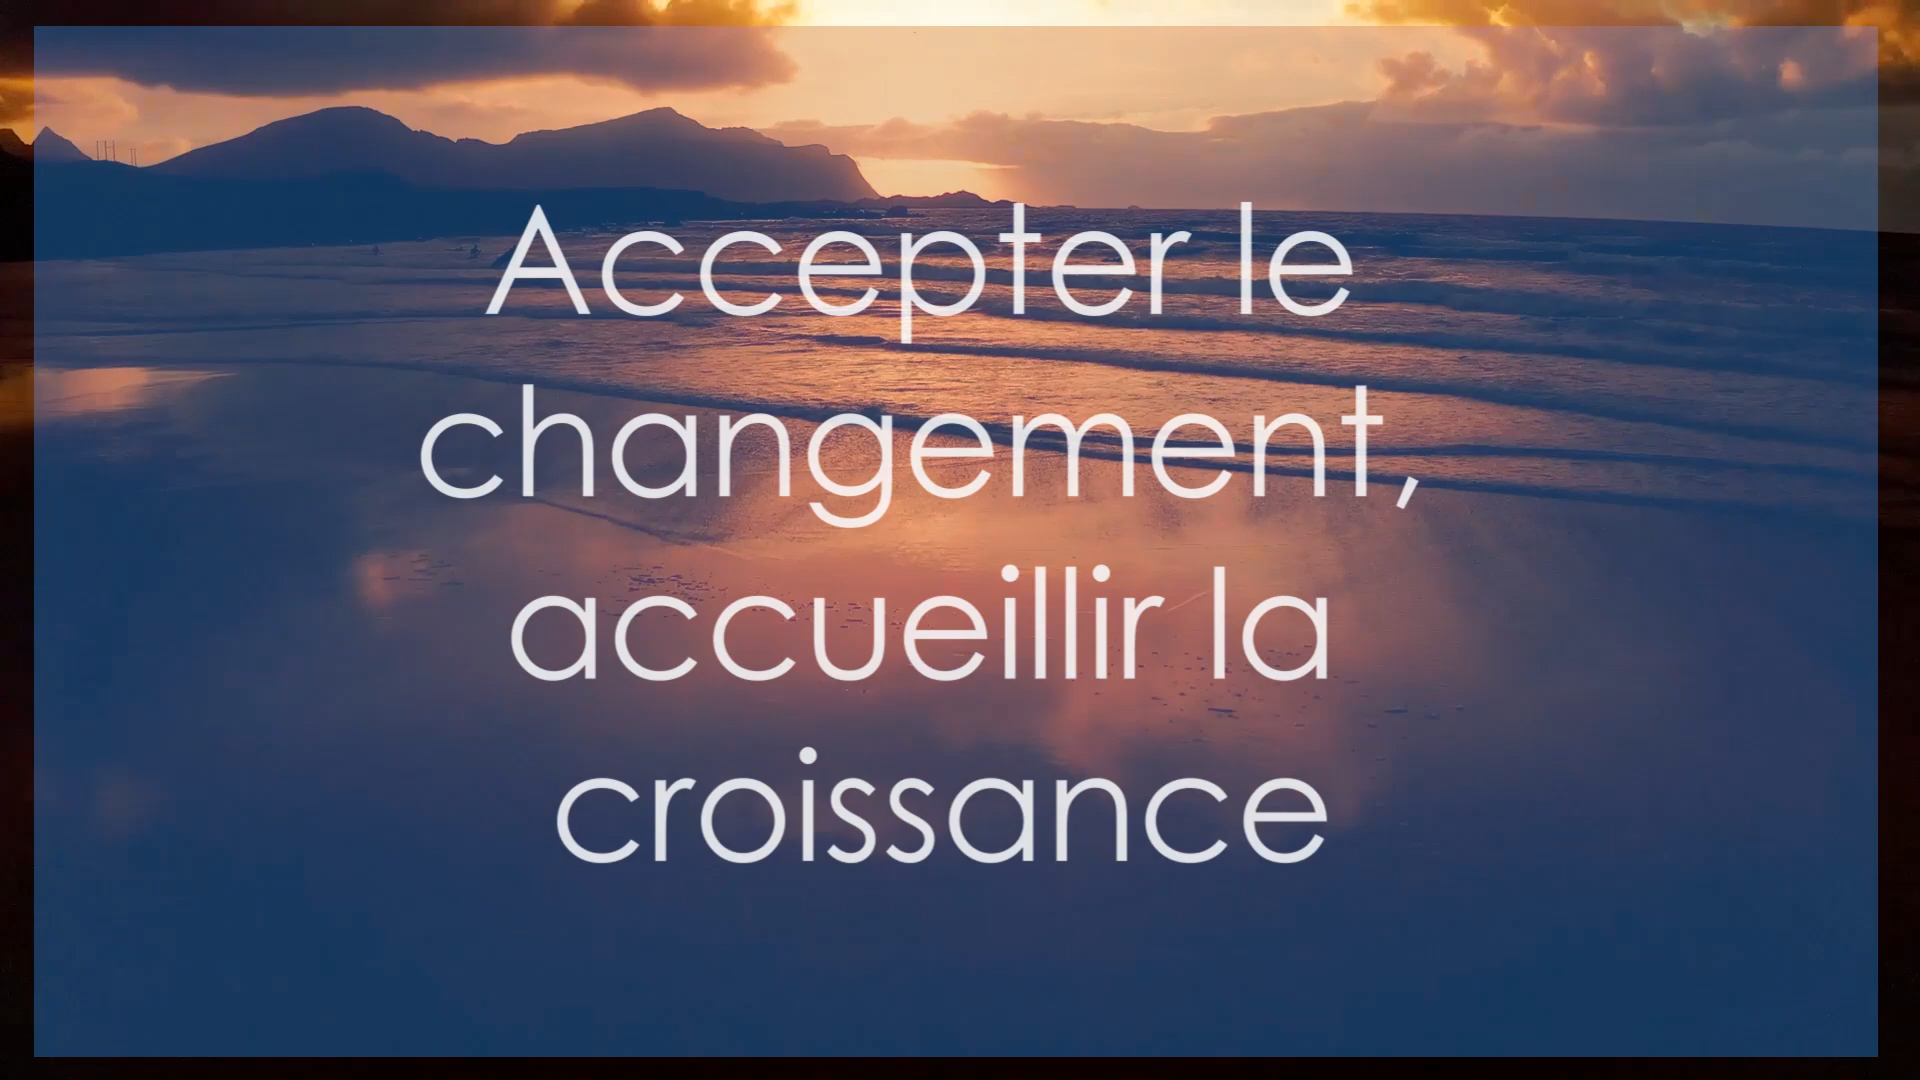 Accepter le
changement,
accueillir la
croissance